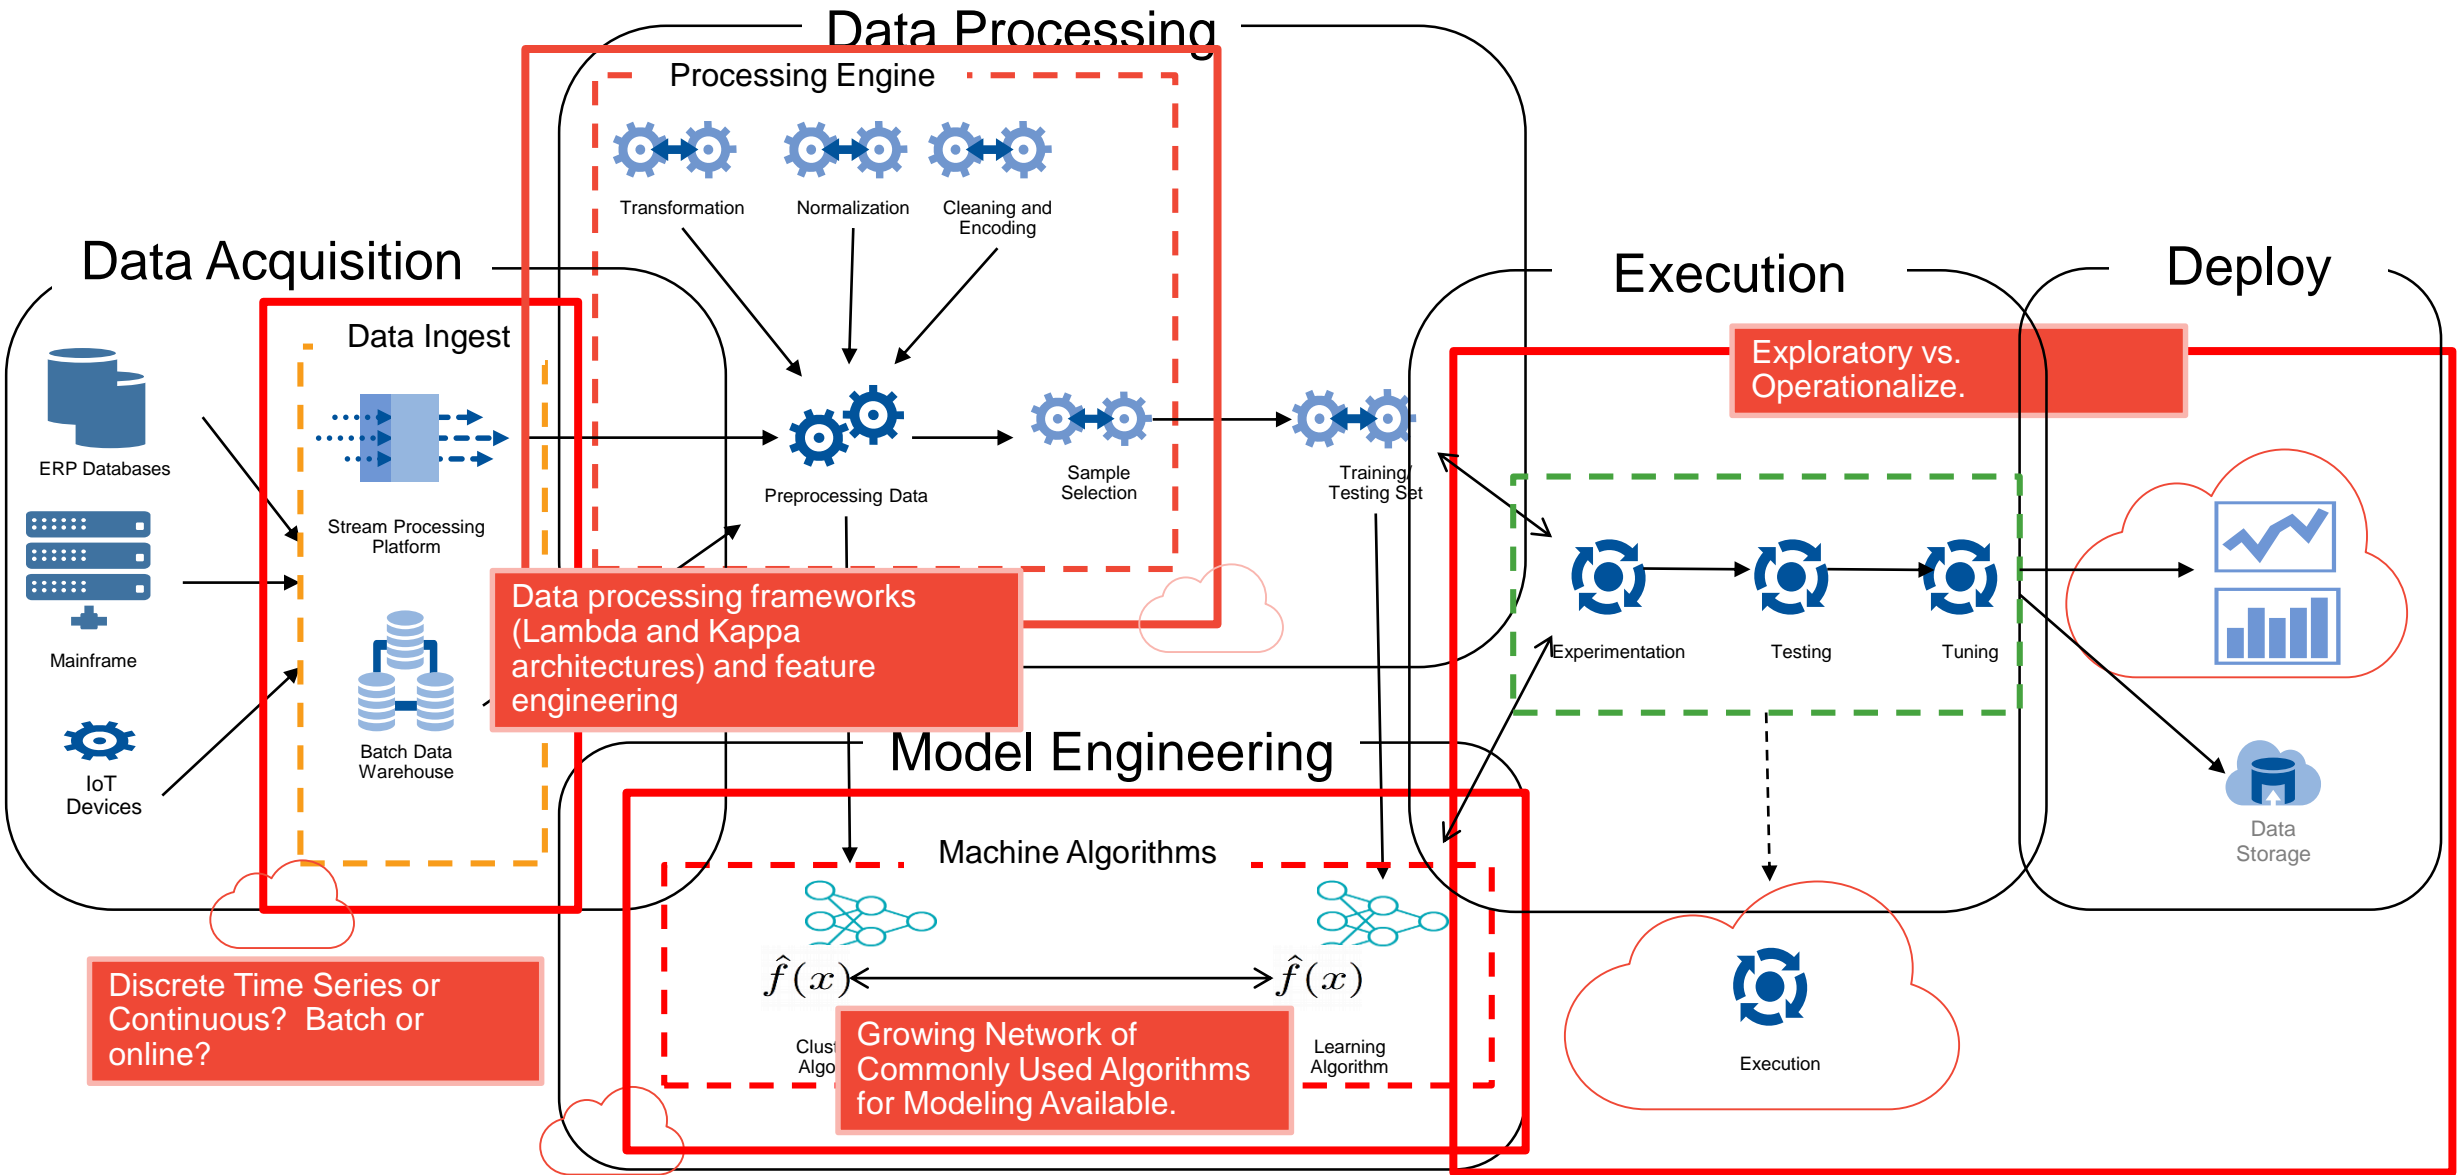 Data Processing
Processing Engine
Transformation
Normalization
Cleaning and
Encoding
Data Acquisition
Execution
Deploy
Data Ingest
Exploratory vs.
Operationalize.
ERP Databases
Stream Processing
Platform
Preprocessing Data
Sample
Selection
Training/
Testing Set
Mainframe
Data processing frameworks
(Lambda and Kappa
architectures) and feature
engineering
Experimentation
Testing
Tuning
IoT
Devices
Batch Data
Warehouse
Model Engineering
Machine Algorithms
Data
Storage
f̂(x)
f̂(x)
Discrete Time Series or
Continuous?  Batch or
online?
Growing Network of
Commonly Used Algorithms
for Modeling Available.
Learning
Algorithm
Execution